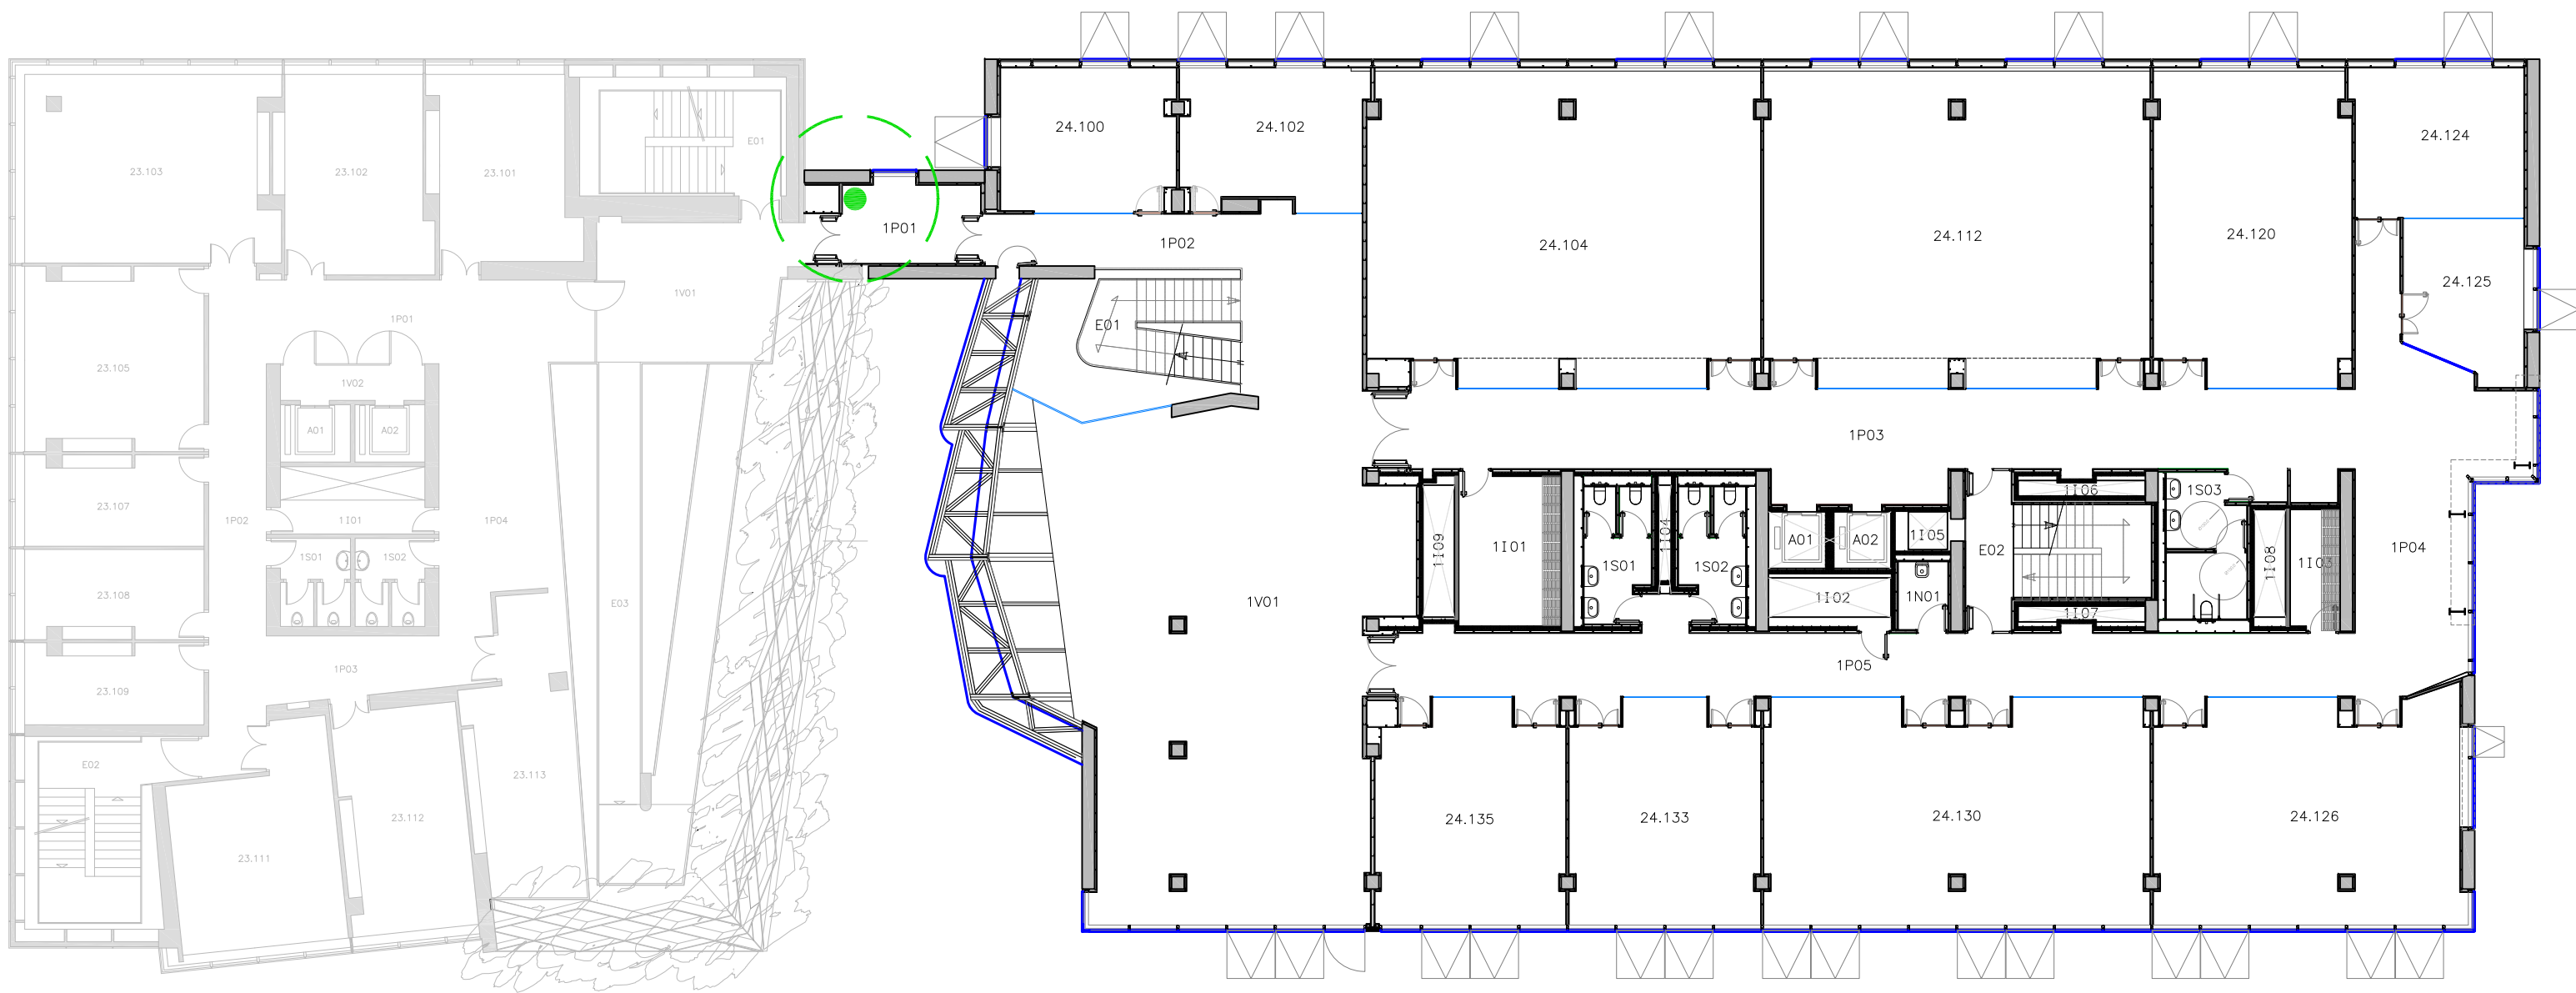 23.103
23.102
23.101
E01
24.100
24.102
24.104
24.112
24.120
24.124
24.125
1P01
1P02
1V01
1P01
E01
23.105
1V02
A01
A02
23.107
1P02
1I01
1P04
1S01
1S02
23.108
23.109
1P03
E03
E02
23.111
23.112
23.113
1P03
1I09
1I01
1S01
1I04
1S02
A01
A02
1I05
1I02
1N01
E02
1I06
1I07
1S03
1I08
1I03
1P04
1V01
1P05
24.135
24.133
24.130
24.126